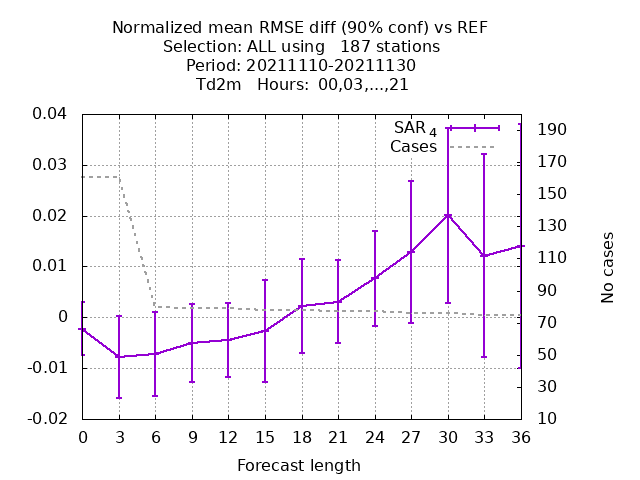 Normalized mean RMSE diff (90% conf) vs REF
Selection: ALL using   187 stations
Period: 20211110-20211130
Td2m   Hours: 00,03,...,21
SAR 4
Cases
0.04
0.03
0.02
0.01
0
-0.01
-0.02
190
170
150
130
110
90
70
50
30
10
No cases
0 3 6 9 12 15 18 21 24 27 30 33 36
Forecast length